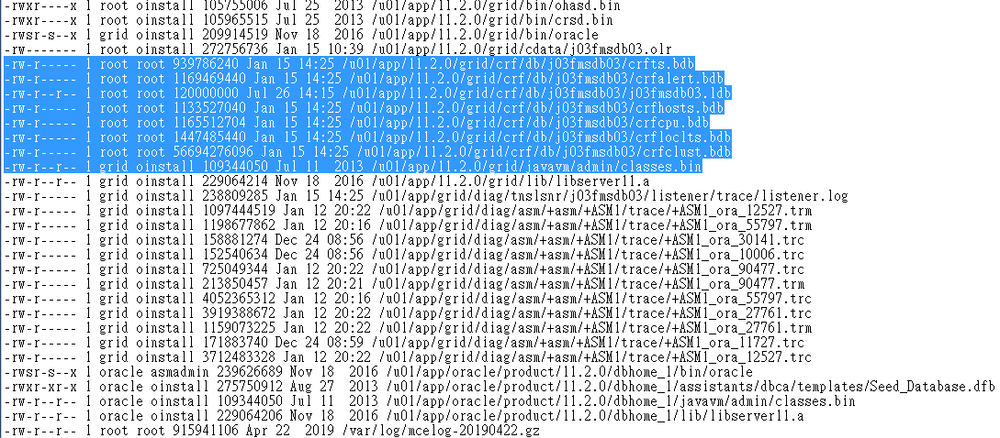 -rwxr----x 1 root oinstall 105755006 Jul 25  2013 /u01/app/11.2.0/grid/bin/ohasd.bin
-rwxr----x 1 root oinstall 105965515 Jul 25  2013 /u01/app/11.2.0/grid/bin/crsd.bin
-rwsr-s--x 1 grid oinstall 209914519 Nov 18  2016 /u01/app/11.2.0/grid/bin/oracle
-rw------- 1 root oinstall 272756736 Jan 15 10:39 /u01/app/11.2.0/grid/cdata/j03fmsdb03.olr
-rw-r----- 1 root root 939786240 Jan 15 14:25 /u01/app/11.2.0/grid/crf/db/j03fmsdb03/crfts.bdb
-rw-r----- 1 root root 1169469440 Jan 15 14:25 /u01/app/11.2.0/grid/crf/db/j03fmsdb03/crfalert.bdb
-rw-r--r-- 1 root root 120000000 Jul 26 14:15 /u01/app/11.2.0/grid/crf/db/j03fmsdb03/j03fmsdb03.ldb
-rw-r----- 1 root root 1133527040 Jan 15 14:25 /u01/app/11.2.0/grid/crf/db/j03fmsdb03/crfhosts.bdb
-rw-r----- 1 root root 1165512704 Jan 15 14:25 /u01/app/11.2.0/grid/crf/db/j03fmsdb03/crfcpu.bdb
-rw-r----- 1 root root 1447485440 Jan 15 14:25 /u01/app/11.2.0/grid/crf/db/j03fmsdb03/crfloclts.bdb
-rw-r----- 1 root root 56694276096 Jan 15 14:25 /u01/app/11.2.0/grid/crf/db/j03fmsdb03/crfclust.bdb
-rw-r--r-- 1 grid oinstall 109344050 Jul 11  2013 /u01/app/11.2.0/grid/javavm/admin/classes.bin
-rw-r--r-- 1 grid oinstall 229064214 Nov 18  2016 /u01/app/11.2.0/grid/lib/libserver11.a
-rw-r----- 1 grid oinstall 238809285 Jan 15 14:25 /u01/app/grid/diag/tnslsnr/j03fmsdb03/listener/trace/listener.log
-rw-r----- 1 grid oinstall 1097444519 Jan 12 20:22 /u01/app/grid/diag/asm/+asm/+ASM1/trace/+ASM1_ora_12527.trm
-rw-r----- 1 grid oinstall 1198677862 Jan 12 20:16 /u01/app/grid/diag/asm/+asm/+ASM1/trace/+ASM1_ora_55797.trm
-rw-r----- 1 grid oinstall 158881274 Dec 24 08:56 /u01/app/grid/diag/asm/+asm/+ASM1/trace/+ASM1_ora_30141.trc
-rw-r----- 1 grid oinstall 152540634 Dec 24 08:56 /u01/app/grid/diag/asm/+asm/+ASM1/trace/+ASM1_ora_10006.trc
-rw-r----- 1 grid oinstall 725049344 Jan 12 20:22 /u01/app/grid/diag/asm/+asm/+ASM1/trace/+ASM1_ora_90477.trc
-rw-r----- 1 grid oinstall 213850457 Jan 12 20:21 /u01/app/grid/diag/asm/+asm/+ASM1/trace/+ASM1_ora_90477.trm
-rw-r----- 1 grid oinstall 4052365312 Jan 12 20:16 /u01/app/grid/diag/asm/+asm/+ASM1/trace/+ASM1_ora_55797.trc
-rw-r----- 1 grid oinstall 3919388672 Jan 12 20:22 /u01/app/grid/diag/asm/+asm/+ASM1/trace/+ASM1_ora_27761.trc
-rw-r----- 1 grid oinstall 1159073225 Jan 12 20:22 /u01/app/grid/diag/asm/+asm/+ASM1/trace/+ASM1_ora_27761.trm
-rw-r----- 1 grid oinstall 171883740 Dec 24 08:59 /u01/app/grid/diag/asm/+asm/+ASM1/trace/+ASM1_ora_11727.trc
-rw-r----- 1 grid oinstall 3712483328 Jan 12 20:22 /u01/app/grid/diag/asm/+asm/+ASM1/trace/+ASM1_ora_12527.trc
-rwsr-s--x 1 oracle asmadmin 239626689 Nov 18  2016 /u01/app/oracle/product/11.2.0/dbhome_1/bin/oracle
-rwxr-xr-x 1 oracle oinstall 275750912 Aug 27  2013 /u01/app/oracle/product/11.2.0/dbhome_1/assistants/dbca/templates/Seed_Database.dfb
-rw-r--r-- 1 oracle oinstall 109344050 Jul 11  2013 /u01/app/oracle/product/11.2.0/dbhome_1/javavm/admin/classes.bin
-rw-r--r-- 1 oracle oinstall 229064206 Nov 18  2016 /u01/app/oracle/product/11.2.0/dbhome_1/lib/libserver11.a
-rw-r--r-- 1 root root 915941106 Apr 22  2019 /var/log/mcelog-20190422.gz